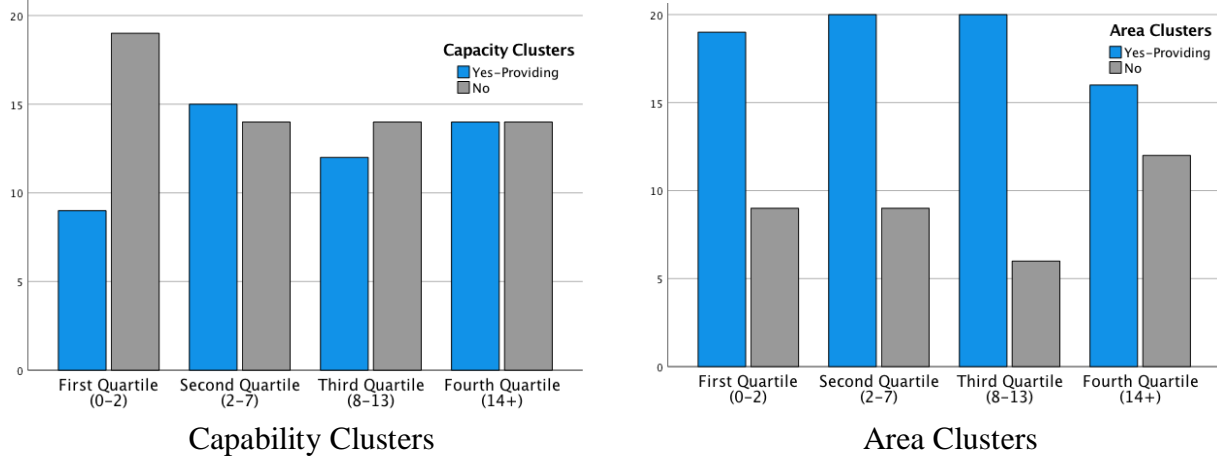 20
15
10
5
0
Capacity Clusters
Yes-Providing
No
First Quartile
(0-2)
Second Quartile
(2-7)
Third Quartile
(8-13)
Fourth Quartile
(14+)
Capability Clusters
20
15
10
5
0
Area Clusters
Yes-Providing
No
First Quartile
(0-2)
Second Quartile
(2-7)
Third Quartile
(8-13)
Fourth Quartile
(14+)
Area Clusters